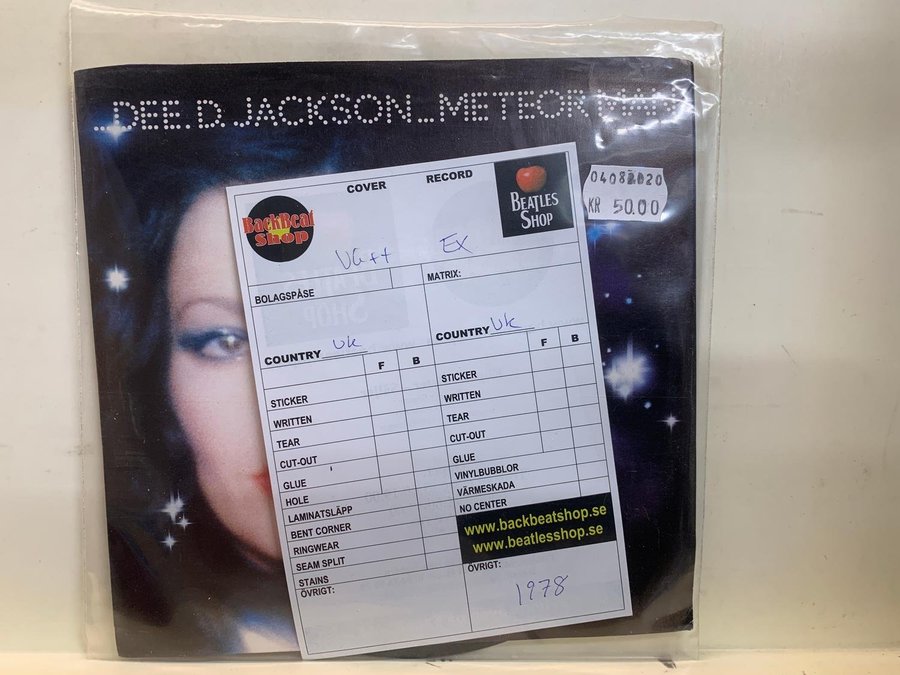 ...DEE. D. JACKSON...METEOR MAN
04082020
KR 50.00
BackBeat
Shop
COVER
RECORD
BEATLES
SHOP
VG++
EX
BOLAGSPÅSE
MATRIX:
COUNTRY UK
COUNTRY UK
F B
F B
STICKER
WRITTEN
TEAR
CUT-OUT
GLUE
HOLE
LAMINATSLÄPP
BENT CORNER
RINGWEAR
SEAM SPLIT
STAINS
ÖVRIGT:
STICKER
WRITTEN
TEAR
CUT-OUT
GLUE
VINYLBUBBLOR
VÄRMESKADA
NO CENTER
www.backbeatshop.se
www.beatlesshop.se
ÖVRIGT:
1978